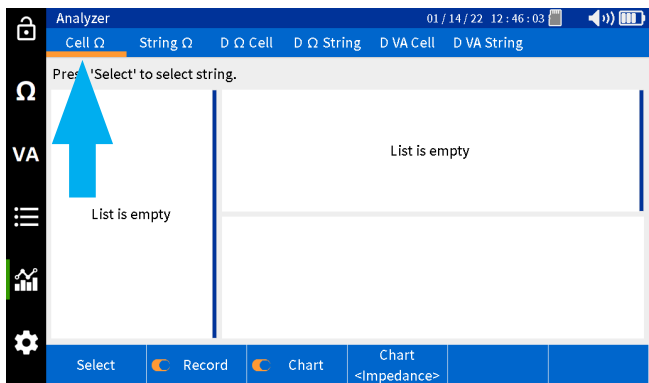 Analyzer
01/14/22 12:46:03
Cell Ω
String Ω
D Ω Cell
D Ω String
D VA Cell
D VA String
Press 'Select' to select string.
Ω
VA
List is empty
List is empty
Select
Record
Chart
Chart
<Impedance>